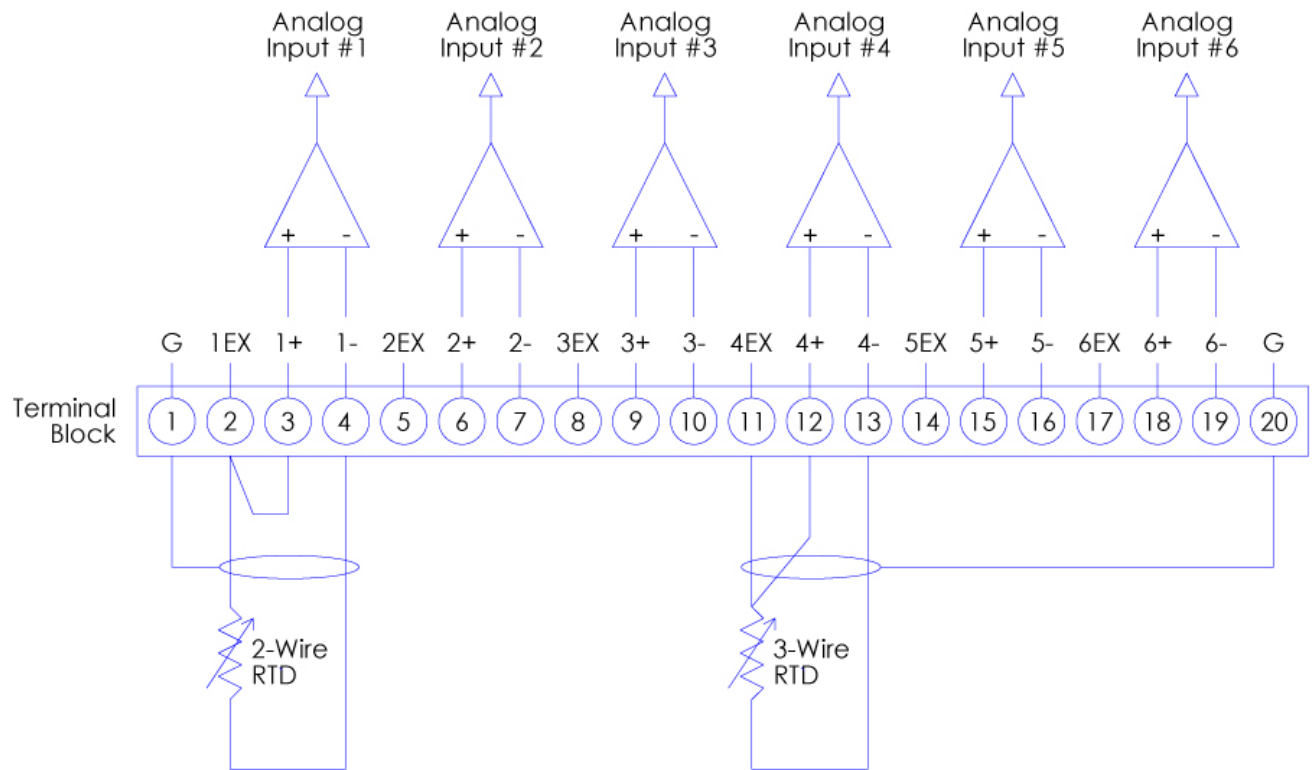 Analog Input #1
Analog Input #2
Analog Input #3
Analog Input #4
Analog Input #5
Analog Input #6
+ - + - + - + - + - + -
G 1EX 1+ 1- 2EX 2+ 2- 3EX 3+ 3- 4EX 4+ 4- 5EX 5+ 5- 6EX 6+ 6- G
Terminal
Block
1 2 3 4 5 6 7 8 9 10 11 12 13 14 15 16 17 18 19 20
2-Wire
RTD
3-Wire
RTD